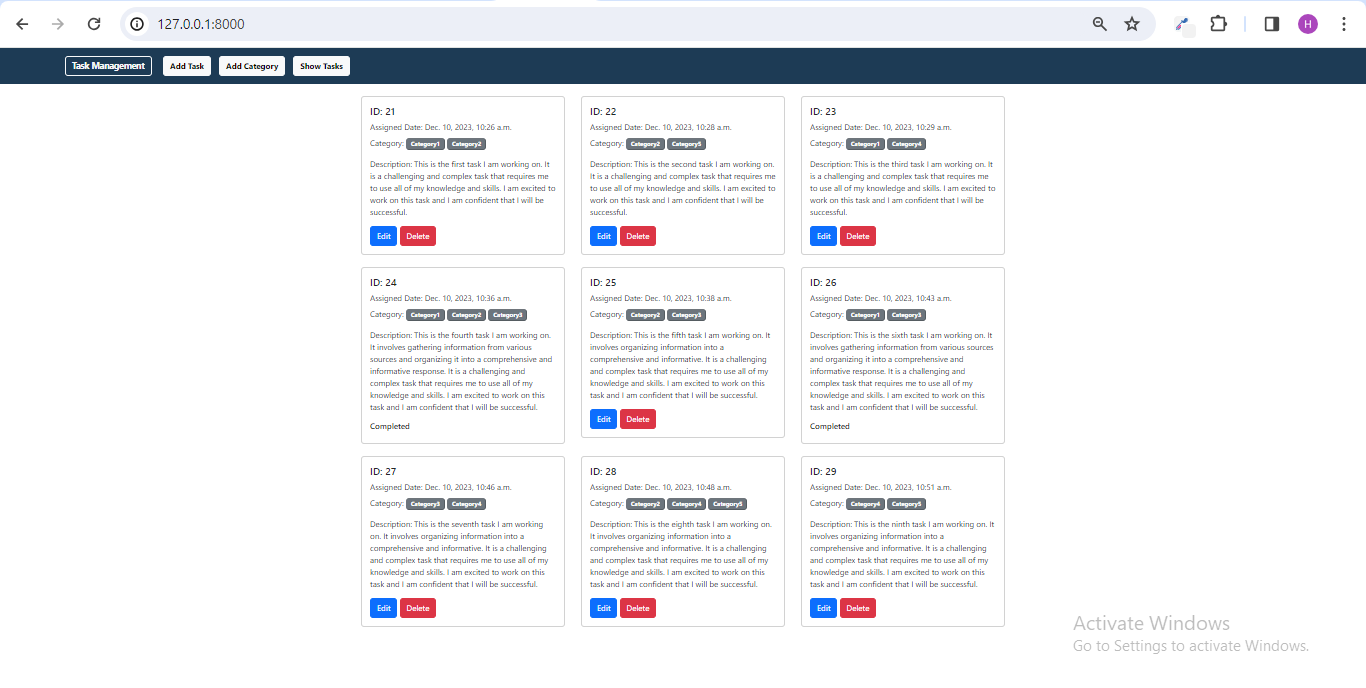 127.0.0.1:8000
H
Task Management Add Task Add Category Show Tasks
ID: 21
Assigned Date: Dec. 10, 2023, 10:26 a.m.
Category: Category1 Category2
Description: This is the first task I am working on. It
is a challenging and complex task that requires me
to use all of my knowledge and skills. I am excited to
work on this task and I am confident that I will be
successful.
Edit Delete
ID: 22
Assigned Date: Dec. 10, 2023, 10:28 a.m.
Category: Category2 Category5
Description: This is the second task I am working on.
It is a challenging and complex task that requires me
to use all of my knowledge and skills. I am excited to
work on this task and I am confident that I will be
successful.
Edit Delete
ID: 23
Assigned Date: Dec. 10, 2023, 10:29 a.m.
Category: Category1 Category4
Description: This is the third task I am working on. It
is a challenging and complex task that requires me
to use all of my knowledge and skills. I am excited to
work on this task and I am confident that I will be
successful.
Edit Delete
ID: 24
Assigned Date: Dec. 10, 2023, 10:36 a.m.
Category: Category1 Category2 Category3
Description: This is the fourth task I am working on.
It involves gathering information from various
sources and organizing it into a comprehensive and
informative response. It is a challenging and
complex task that requires me to use all of my
knowledge and skills. I am excited to work on this
task and I am confident that I will be successful.
Completed
ID: 25
Assigned Date: Dec. 10, 2023, 10:38 a.m.
Category: Category2 Category3
Description: This is the fifth task I am working on. It
involves organizing information into a
comprehensive and informative. It is a challenging
and complex task that requires me to use all of my
knowledge and skills. I am excited to work on this
task and I am confident that I will be successful.
Edit Delete
ID: 26
Assigned Date: Dec. 10, 2023, 10:43 a.m.
Category: Category1 Category3
Description: This is the sixth task I am working on. It
involves gathering information from various sources
and organizing it into a comprehensive and
informative response. It is a challenging and
complex task that requires me to use all of my
knowledge and skills. I am excited to work on this
task and I am confident that I will be successful.
Completed
ID: 27
Assigned Date: Dec. 10, 2023, 10:46 a.m.
Category: Category3 Category4
Description: This is the seventh task I am working
on. It involves organizing information into a
comprehensive and informative. It is a challenging
and complex task that requires me to use all of my
knowledge and skills. I am excited to work on this
task and I am confident that I will be successful.
Edit Delete
ID: 28
Assigned Date: Dec. 10, 2023, 10:48 a.m.
Category: Category2 Category4 Category5
Description: This is the eighth task I am working on.
It involves organizing information into a
comprehensive and informative. It is a challenging
and complex task that requires me to use all of my
knowledge and skills. I am excited to work on this
task and I am confident that I will be successful.
Edit Delete
ID: 29
Assigned Date: Dec. 10, 2023, 10:51 a.m.
Category: Category4 Category5
Description: This is the ninth task I am working on. It
involves organizing information into a
comprehensive and informative. It is a challenging
and complex task that requires me to use all of my
knowledge and skills. I am excited to work on this
task and I am confident that I will be successful.
Edit Delete
Activate Windows
Go to Settings to activate Windows.